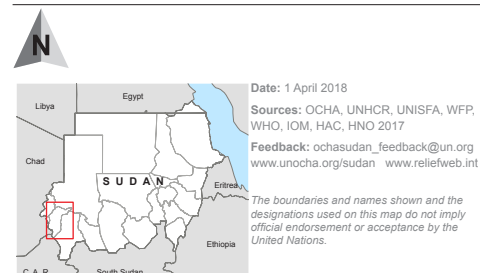 N
Egypt
Libya
Chad
SUDAN
Eritrea
Ethiopia
C. A. R.
South Sudan
Date: 1 April 2018
Sources: OCHA, UNHCR, UNISFA, WFP,
WHO, IOM, HAC, HNO 2017
Feedback: ochasudan_feedback@un.org
www.unocha.org/sudan www.reliefweb.int
The boundaries and names shown and the
designations used on this map do not imply
official endorsement or acceptance by the
United Nations.